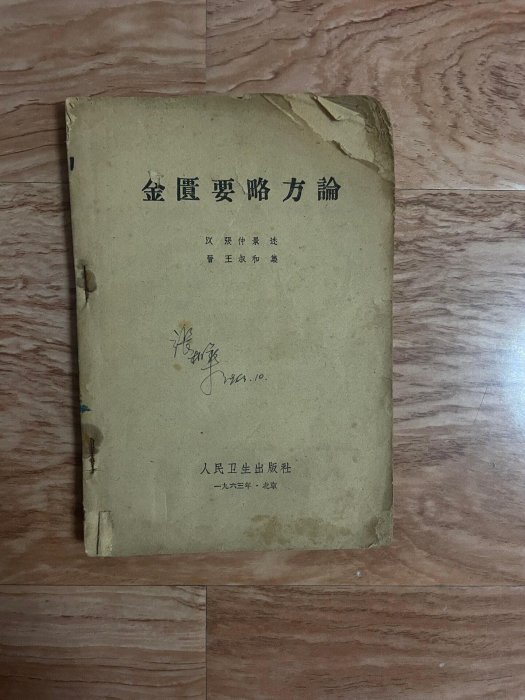 金匱要略方論
汉 張仲景述
晉 王叔和集
人民卫生出版社
一九六三年·北京